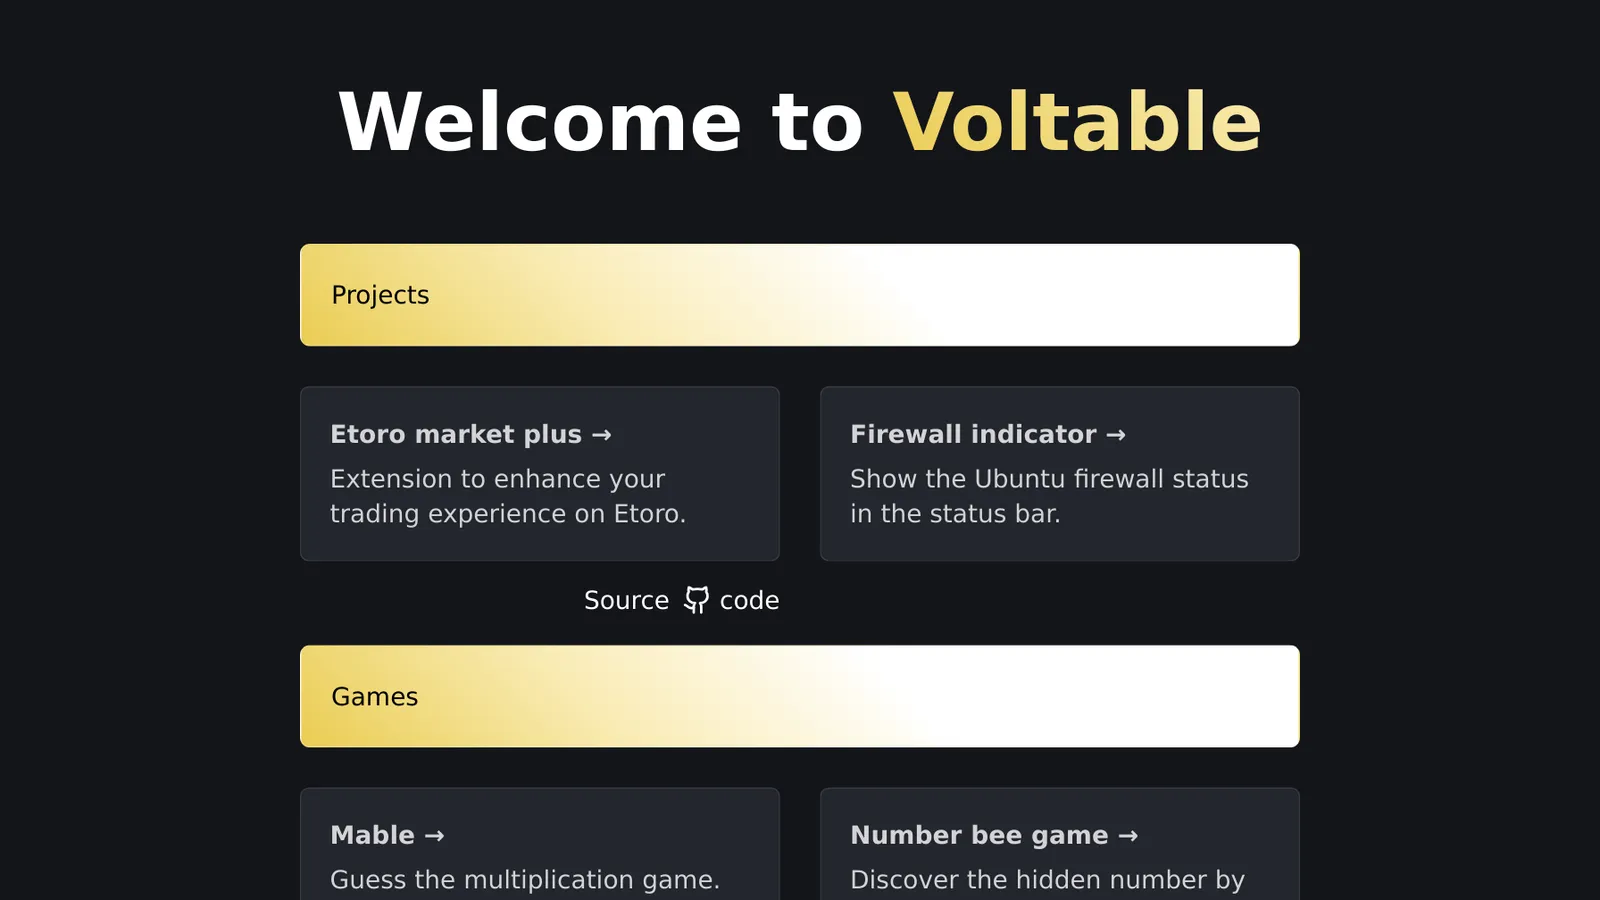 Welcome to Voltable
Projects
Etoro market plus →
Extension to enhance your
trading experience on Etoro.
Firewall indicator →
Show the Ubuntu firewall status
in the status bar.
Source code
Games
Mable →
Guess the multiplication game.
Number bee game →
Discover the hidden number by